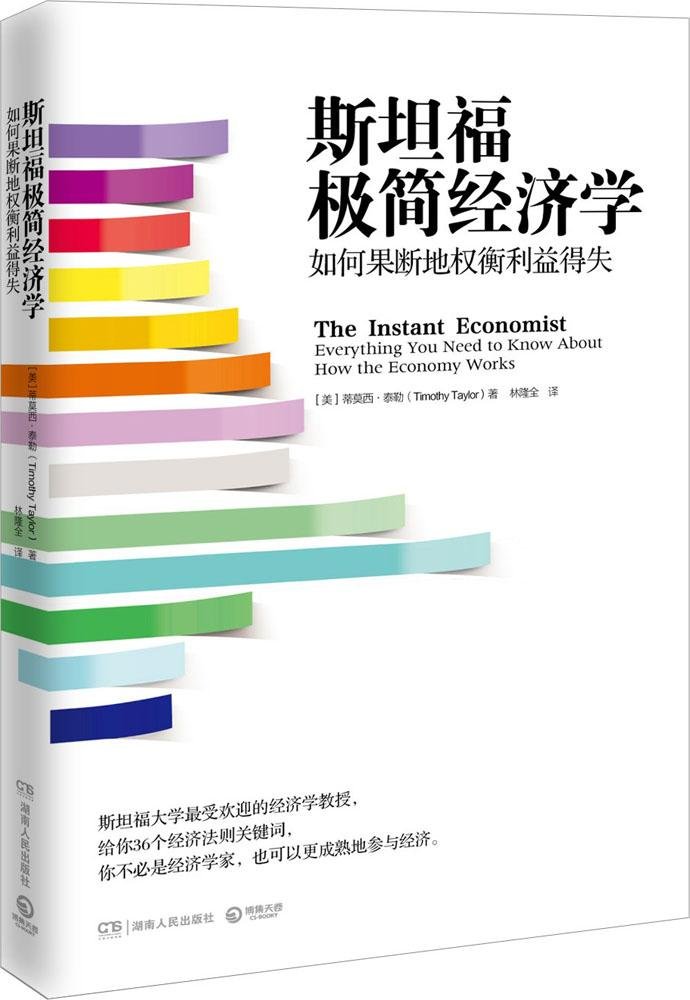 斯坦福
极简经济学
如何果断地权衡利益得失
The Instant Economist
Everything You Need to Know About
How the Economy Works
［美］蒂莫西·泰勒（Timothy Taylor）著 林隆全 译
斯坦福大学最受欢迎的经济学教授，
给你36个经济法则关键词，
你不必是经济学家，也可以更成熟地参与经济。
湖南人民出版社
博集天卷
CS-BOOKY
斯坦福极简经济学
如何果断地权衡利益得失
［美］蒂莫西·泰勒（Timothy Taylor）著
林隆全 译
湖南人民出版社
博集天卷
CS-BOOKY